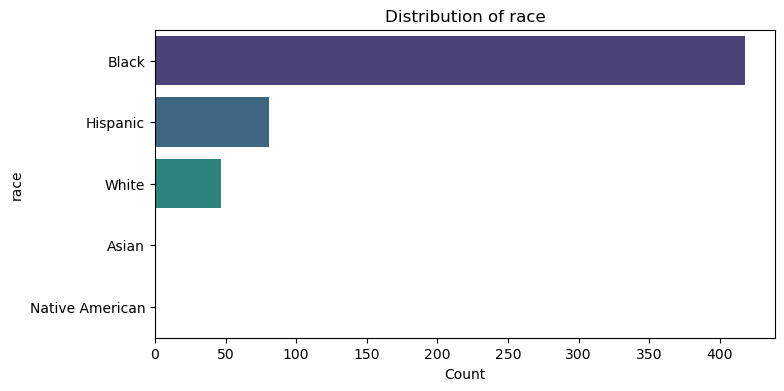 Distribution of race
Black
Hispanic
White
Asian
Native American
race
0 50 100 150 200 250 300 350 400
Count